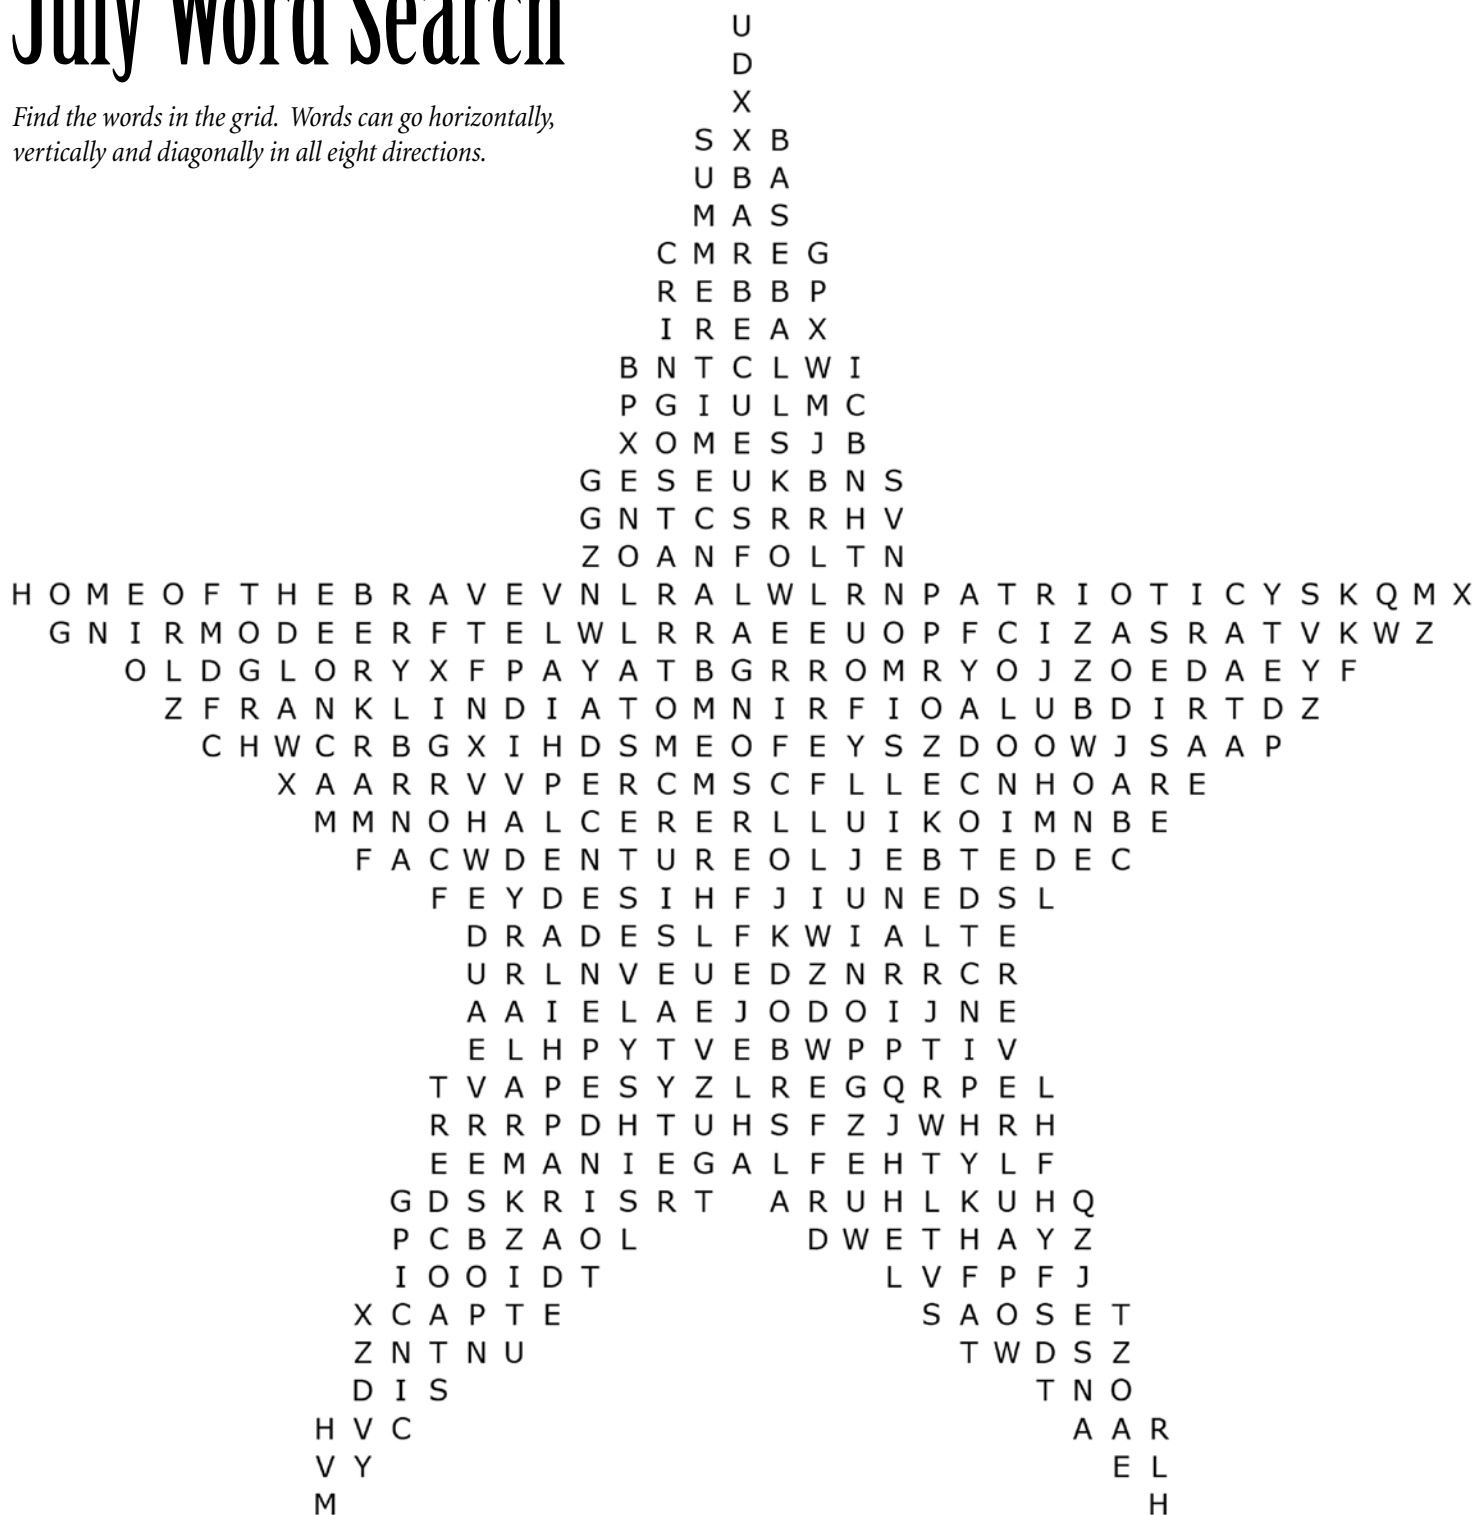 July Word Search
Find the words in the grid. Words can go horizontally,
vertically and diagonally in all eight directions.
U
D
X
S X B
U B A
M A S
C M R E G
R E B B P
I R E A X
B N T C L W I
P G I U L M C
X O M E S J B
G E S E U K B N S
G N T C S R R H V
Z O A N F O L T N
H O M E O F T H E B R A V E V N L R A L W L R N P A T R I O T I C Y S K Q M X
G N I R M O D E E R F T E L W L R R A E E U O P F C I Z A S R A T V K W Z
O L D G L O R Y X F P A Y A T B G R R O M R Y O J Z O E D A E Y F
Z F R A N K L I N D I A T O M N I R F I O A L U B D I R T D Z
C H W C R B G X I H D S M E O F E Y S Z D O O W J S A A P
X A A R R V V P E R C M S C F L L E C N H O A R E
M M N O H A L C E R E R L L U I K O I M N B E
F A C W D E N T U R E O L J E B T E D E C
F E Y D E S I H F J I U N E D S L
D R A D E S L F K W I A L T E
U R L N V E U E D Z N R R C R
A A I E L A E J O D O I J N E
E L H P Y T V E B W P P T I V
T V A P E S Y Z L R E G Q R P E L
R R R P D H T U H S F Z J W H R H
E E M A N I E G A L F E H T Y L F
G D S K R I S R T A R U H L K U H Q
P C B Z A O L D W E T H A Y Z
I O O I D T L V F P F J
X C A P T E S A O S E T
Z N T N U T W D S Z
D I S T N O
H V C A A R
V Y E L
M H